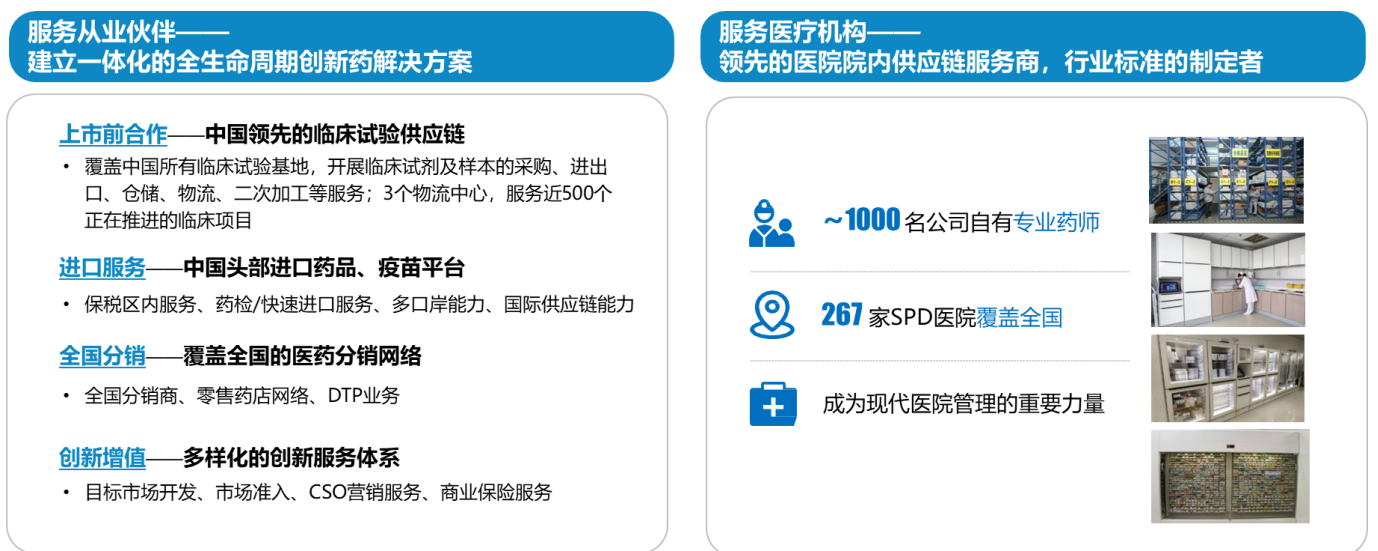 服务从业伙伴——
建立一体化的全生命周期创新药解决方案
上市前合作——中国领先的临床试验供应链
• 覆盖中国所有临床试验基地，开展临床试剂及样本的采购、进出
口、仓储、物流、二次加工等服务；3个物流中心，服务近500个
正在推进的临床项目
进口服务——中国头部进口药品、疫苗平台
• 保税区内服务、药检/快速进口服务、多口岸能力、国际供应链能力
全国分销——覆盖全国的医药分销网络
• 全国分销商、零售药店网络、DTP业务
创新增值——多样化的创新服务体系
• 目标市场开发、市场准入、CSO营销服务、商业保险服务
服务医疗机构——
领先的医院院内供应链服务商，行业标准的制定者
~1000 名公司自有专业药师
267 家SPD医院覆盖全国
成为现代医院管理的重要力量